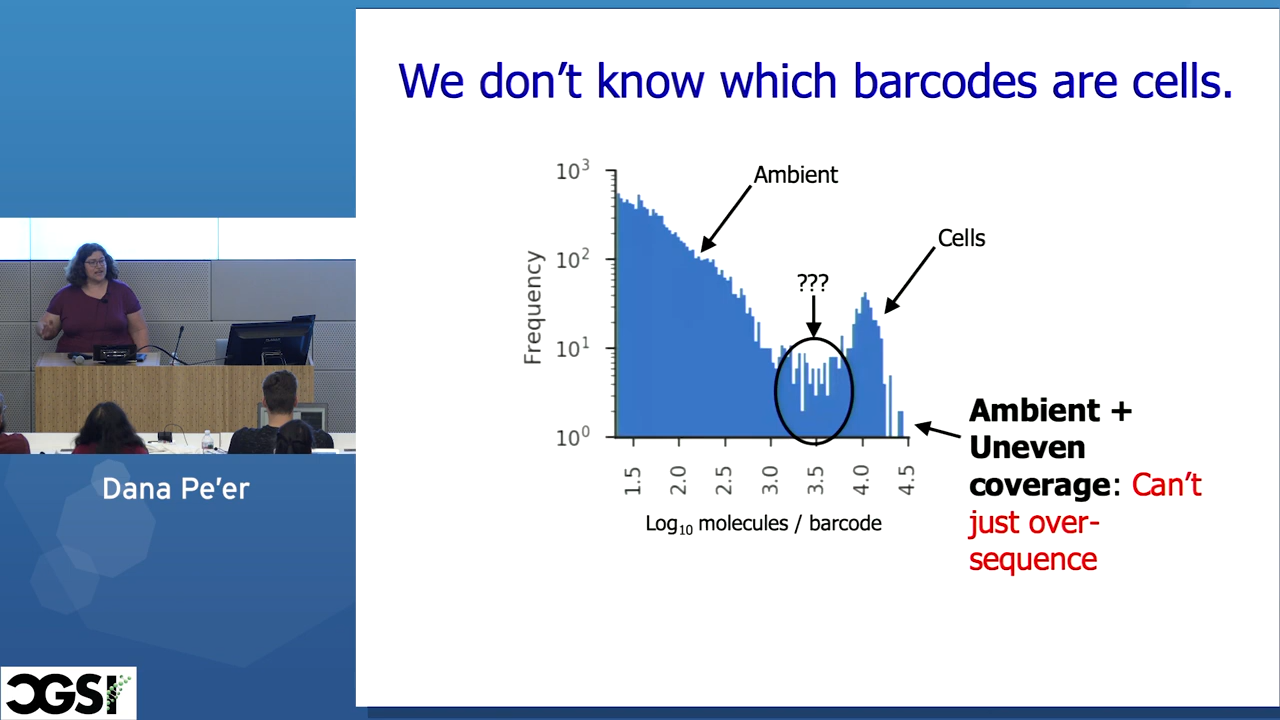 We don't know which barcodes are cells.
10³
10²
10¹
10⁰
Frequency
Ambient
???
Cells
1.5
2.0
2.5
3.0
3.5
4.0
4.5
Log₁₀ molecules / barcode
Ambient +
Uneven
coverage: Can't
just over-
sequence
Dana Pe'er
CGSI